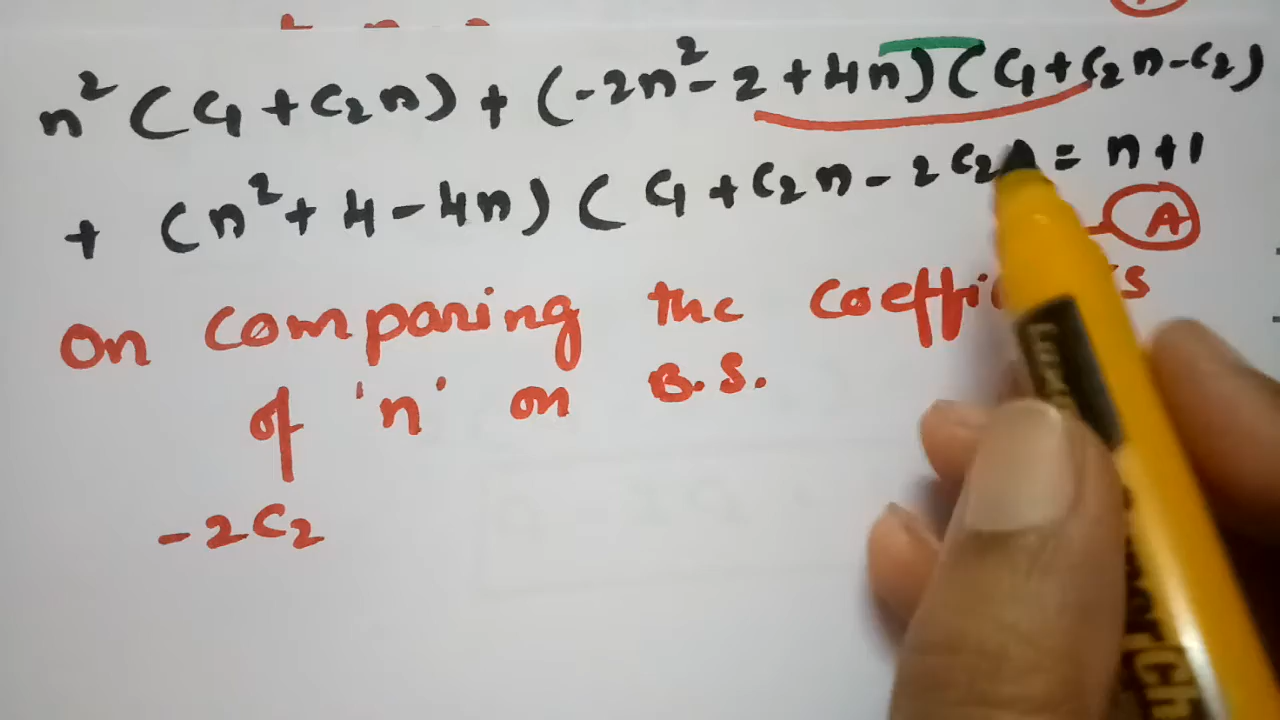 n² (C₁ + C₂n) + (-2n² - 2 + 4n) (C₁ + C₂n - C₂)
+ (n² + 4 - 4n) (C₁ + C₂n - 2C₂) = n + 1
A
On comparing the
of 'n' on B.S.
- 2C₂